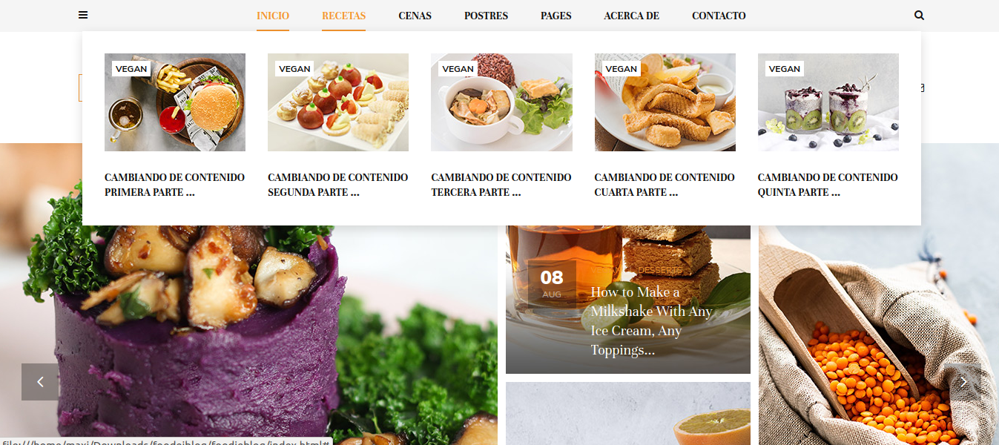 INICIO RECETAS CENAS POSTRES PAGES ACERCA DE CONTACTO
VEGAN VEGAN VEGAN VEGAN VEGAN
CAMBIANDO DE CONTENIDO
PRIMERA PARTE ...
CAMBIANDO DE CONTENIDO
SEGUNDA PARTE ...
CAMBIANDO DE CONTENIDO
TERCERA PARTE ...
CAMBIANDO DE CONTENIDO
CUARTA PARTE ...
CAMBIANDO DE CONTENIDO
QUINTA PARTE ...
08
AUG
DESSERTS
How to Make a
Milkshake With Any
Ice Cream, Any
Toppings...
file:///home/maxi/Downloads/foodeiblog/foodieblog/index.html#